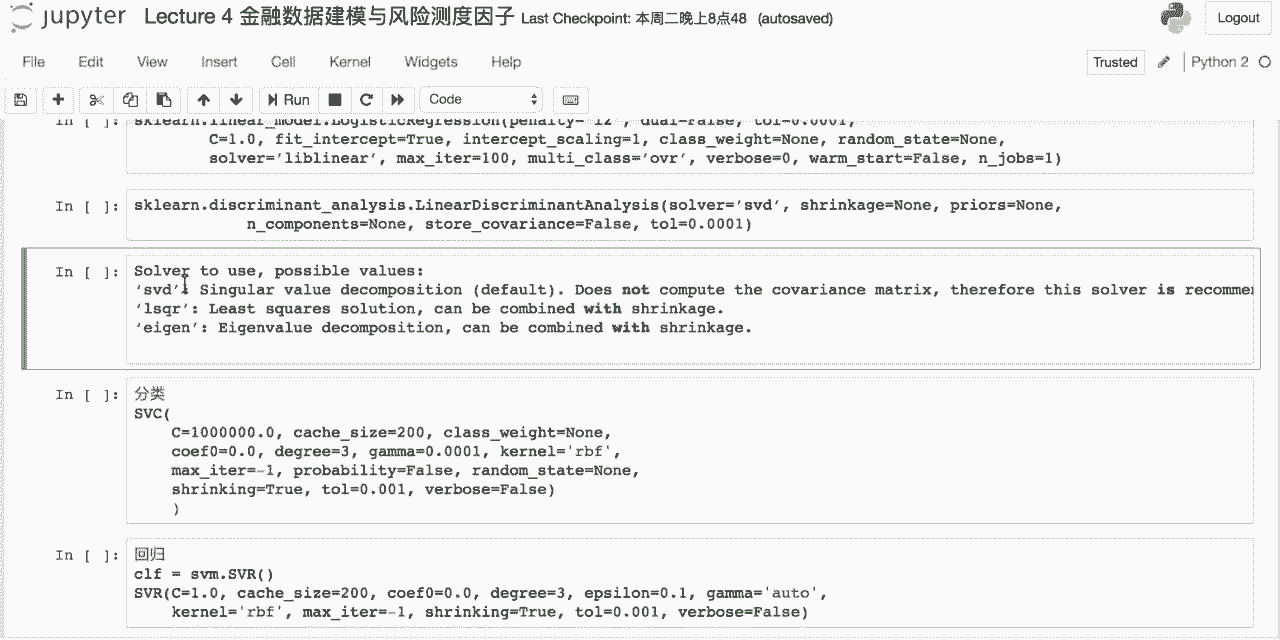 jupyter Lecture 4 金融数据建模与风险测度因子 Last Checkpoint: 本周二晚上8点48 (autosaved)
Logout
File Edit View Insert Cell Kernel Widgets Help
Trusted Python 2
Run Code
In [ ]: sklearn.linear_model.LogisticRegression(penalty='l2', dual=False, tol=0.0001,
C=1.0, fit_intercept=True, intercept_scaling=1, class_weight=None, random_state=None,
solver=’liblinear’, max_iter=100, multi_class=’ovr’, verbose=0, warm_start=False, n_jobs=1)
In [ ]: sklearn.discriminant_analysis.LinearDiscriminantAnalysis(solver=’svd’, shrinkage=None, priors=None,
n_components=None, store_covariance=False, tol=0.0001)
In [ ]: Solver to use, possible values:
‘svd’: Singular value decomposition (default). Does not compute the covariance matrix, therefore this solver is recommen
‘lsqr’: Least squares solution, can be combined with shrinkage.
‘eigen’: Eigenvalue decomposition, can be combined with shrinkage.
In [ ]: 分类
SVC(
C=1000000.0, cache_size=200, class_weight=None,
coef0=0.0, degree=3, gamma=0.0001, kernel='rbf',
max_iter=-1, probability=False, random_state=None,
shrinking=True, tol=0.001, verbose=False)
)
In [ ]: 回归
clf = svm.SVR()
SVR(C=1.0, cache_size=200, coef0=0.0, degree=3, epsilon=0.1, gamma='auto',
kernel='rbf', max_iter=-1, shrinking=True, tol=0.001, verbose=False)